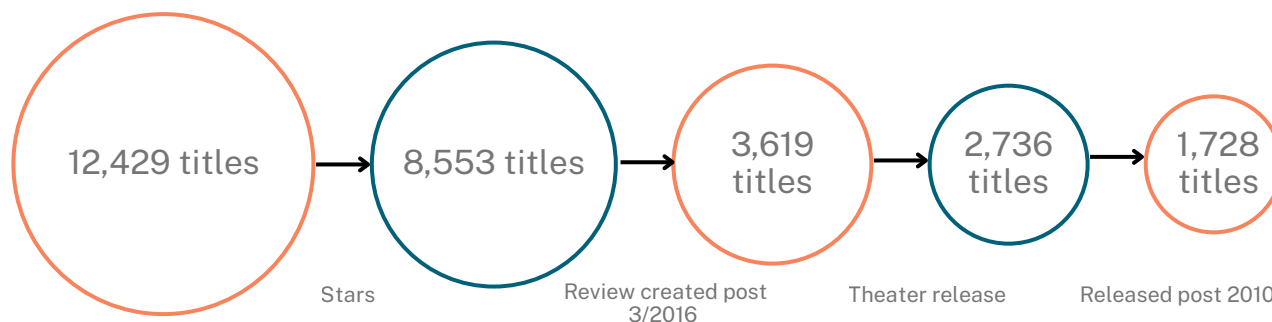 12,429 titles
8,553 titles
3,619
titles
2,736
titles
1,728
titles
Stars
Review created post
3/2016
Theater release
Released post 2010